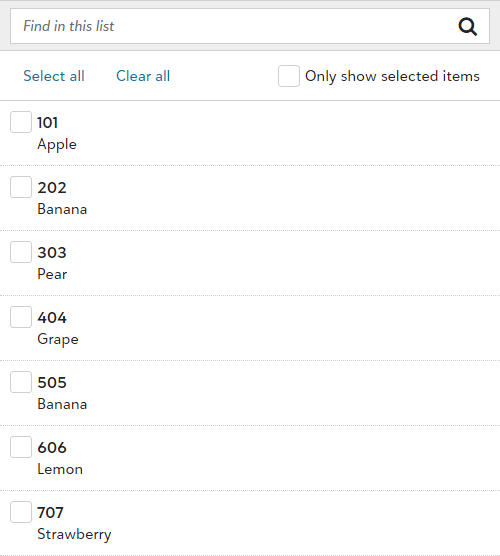 Find in this list
Select all Clear all Only show selected items
101
Apple
202
Banana
303
Pear
404
Grape
505
Banana
606
Lemon
707
Strawberry